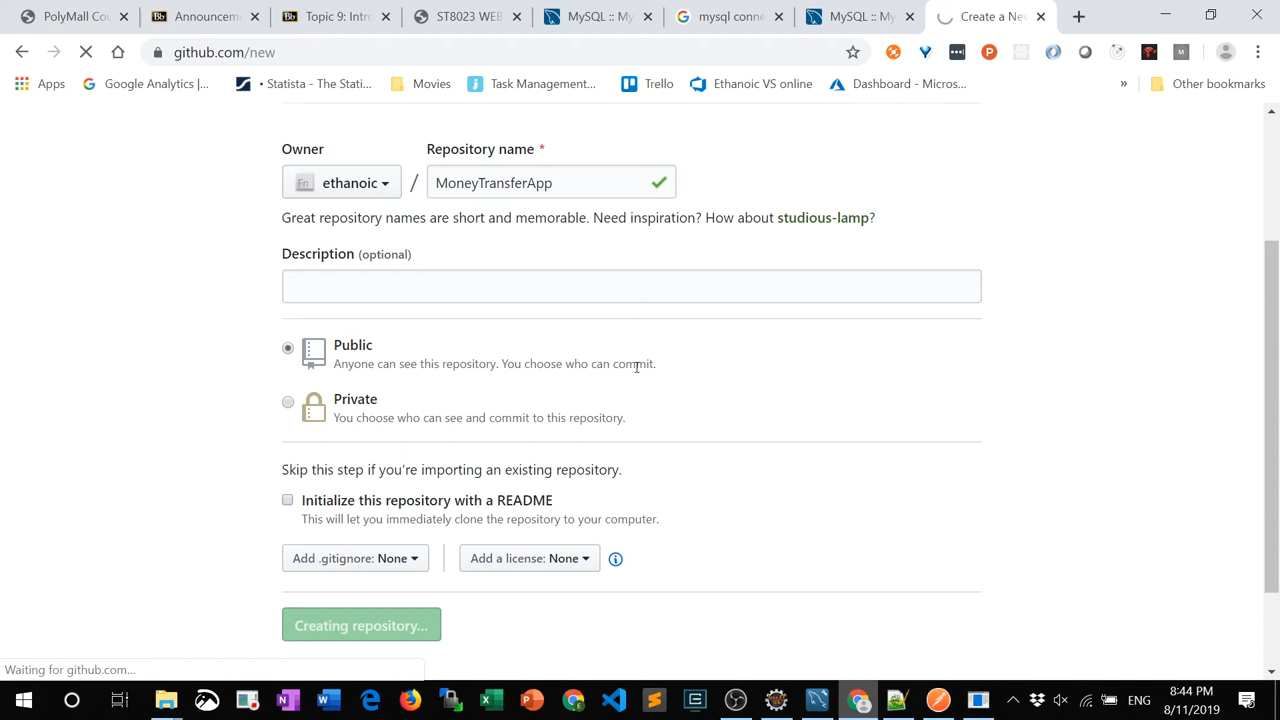 PolyMall Cou
Announceme
Topic 9: Intro
ST8023 WEB
MySQL :: My
mysql conne
MySQL :: My
Create a New
github.com/new
Apps
Google Analytics |...
• Statista - The Stati...
Movies
Task Management...
Trello
Ethanoic VS online
Dashboard - Micros...
»
Other bookmarks
Owner
Repository name *
ethanoic
/
MoneyTransferApp
Great repository names are short and memorable. Need inspiration? How about studious-lamp?
Description (optional)
Public
Anyone can see this repository. You choose who can commit.
Private
You choose who can see and commit to this repository.
Skip this step if you're importing an existing repository.
Initialize this repository with a README
This will let you immediately clone the repository to your computer.
Add .gitignore: None
Add a license: None
Creating repository...
Waiting for github.com...
ENG
8:44 PM
8/11/2019